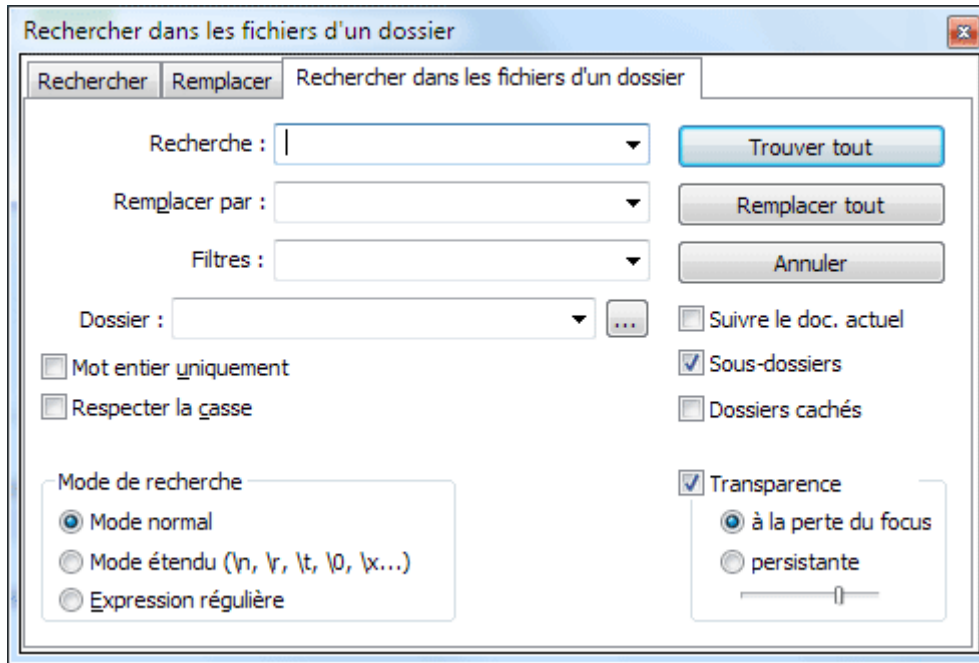 Rechercher dans les fichiers d'un dossier
Rechercher Remplacer Rechercher dans les fichiers d'un dossier
Recherche : Trouver tout
Remplacer par : Remplacer tout
Filtres : Annuler
Dossier : ... Suivre le doc. actuel
Mot entier uniquement Sous-dossiers
Respecter la casse Dossiers cachés
Mode de recherche Transparence
Mode normal à la perte du focus
Mode étendu (\n, \r, \t, \0, \x...) persistante
Expression régulière